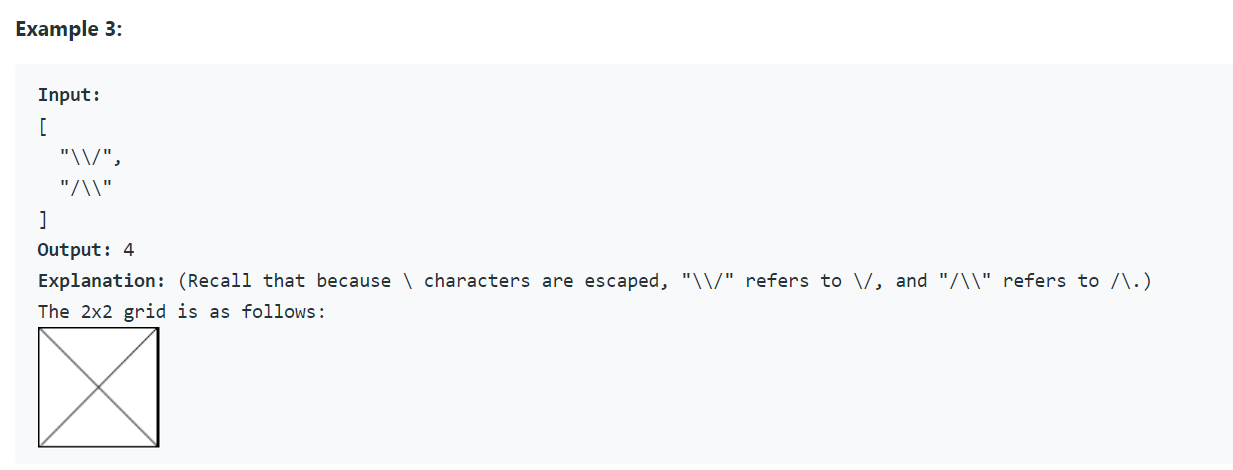 Example 3:
Input:
[
  "\\/",
  "/\\"
]
Output: 4
Explanation: (Recall that because \ characters are escaped, "\\/" refers to \/, and "/\\" refers to /\.)
The 2x2 grid is as follows: